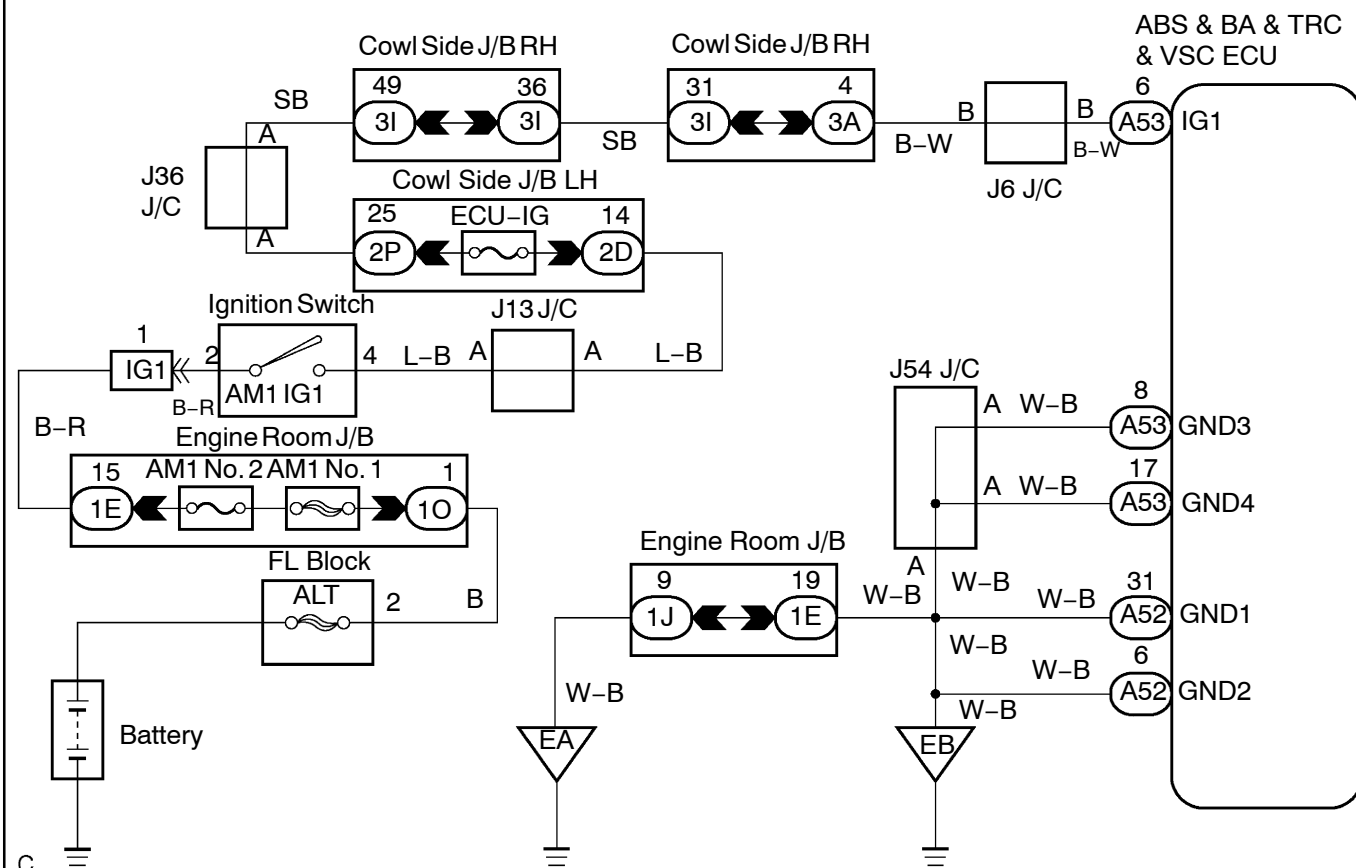 ABS & BA & TRC
& VSC ECU
Cowl Side J/B RH
Cowl Side J/B RH
49
36
31
4
6
SB
3I
3I
SB
3I
3A
B-W
B
B
B-W
A53
IG1
A
J36
J/C
A
J6 J/C
Cowl Side J/B LH
25
ECU-IG
14
2P
2D
Ignition Switch
J13 J/C
1
IG1
2
B-R
AM1 IG1
4
L-B
A
A
L-B
B-R
Engine Room J/B
15
AM1 No. 2
AM1 No. 1
1
1E
1O
J54 J/C
A
W-B
8
A53
GND3
A
W-B
17
A53
GND4
FL Block
ALT
2
B
Engine Room J/B
9
19
1J
1E
W-B
A
W-B
W-B
31
A52
GND1
W-B
W-B
6
A52
GND2
W-B
W-B
Battery
EA
EB
C